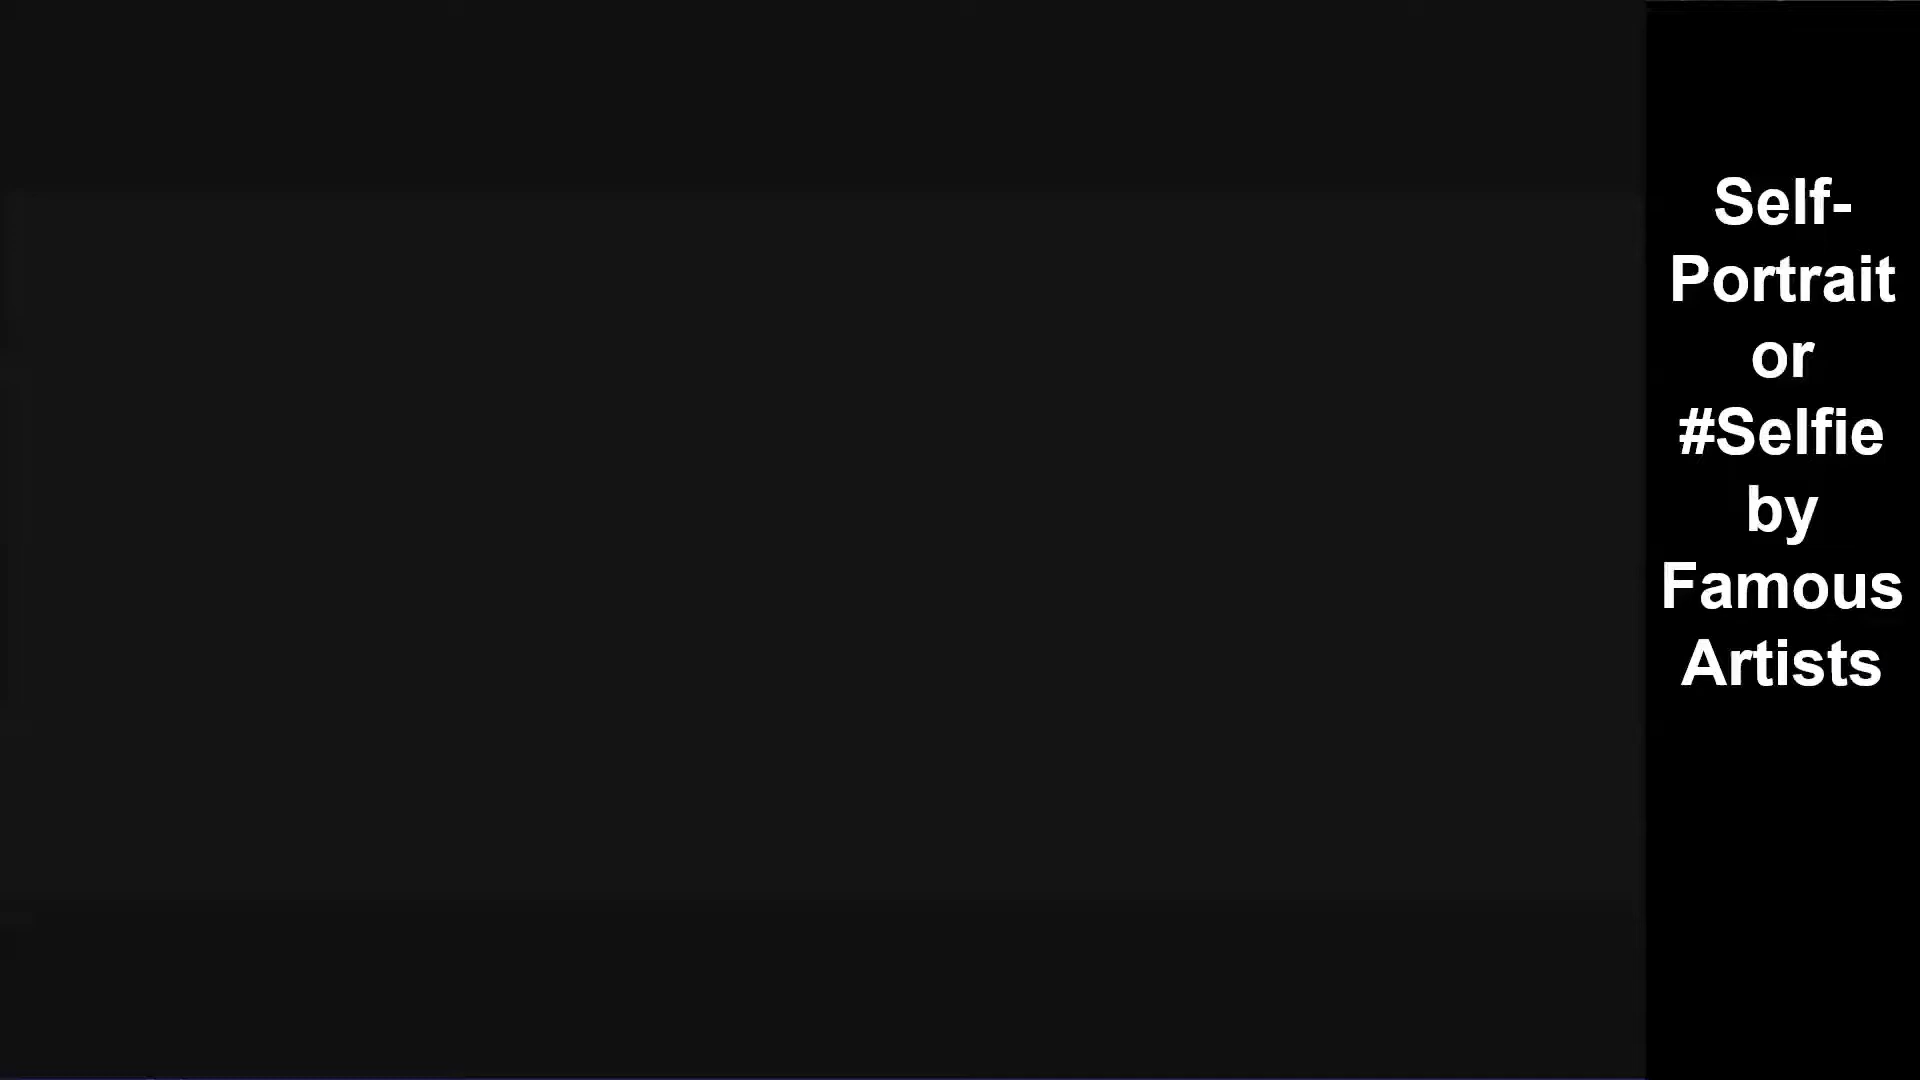 Self-
Portrait
or
#Selfie
by
Famous
Artists